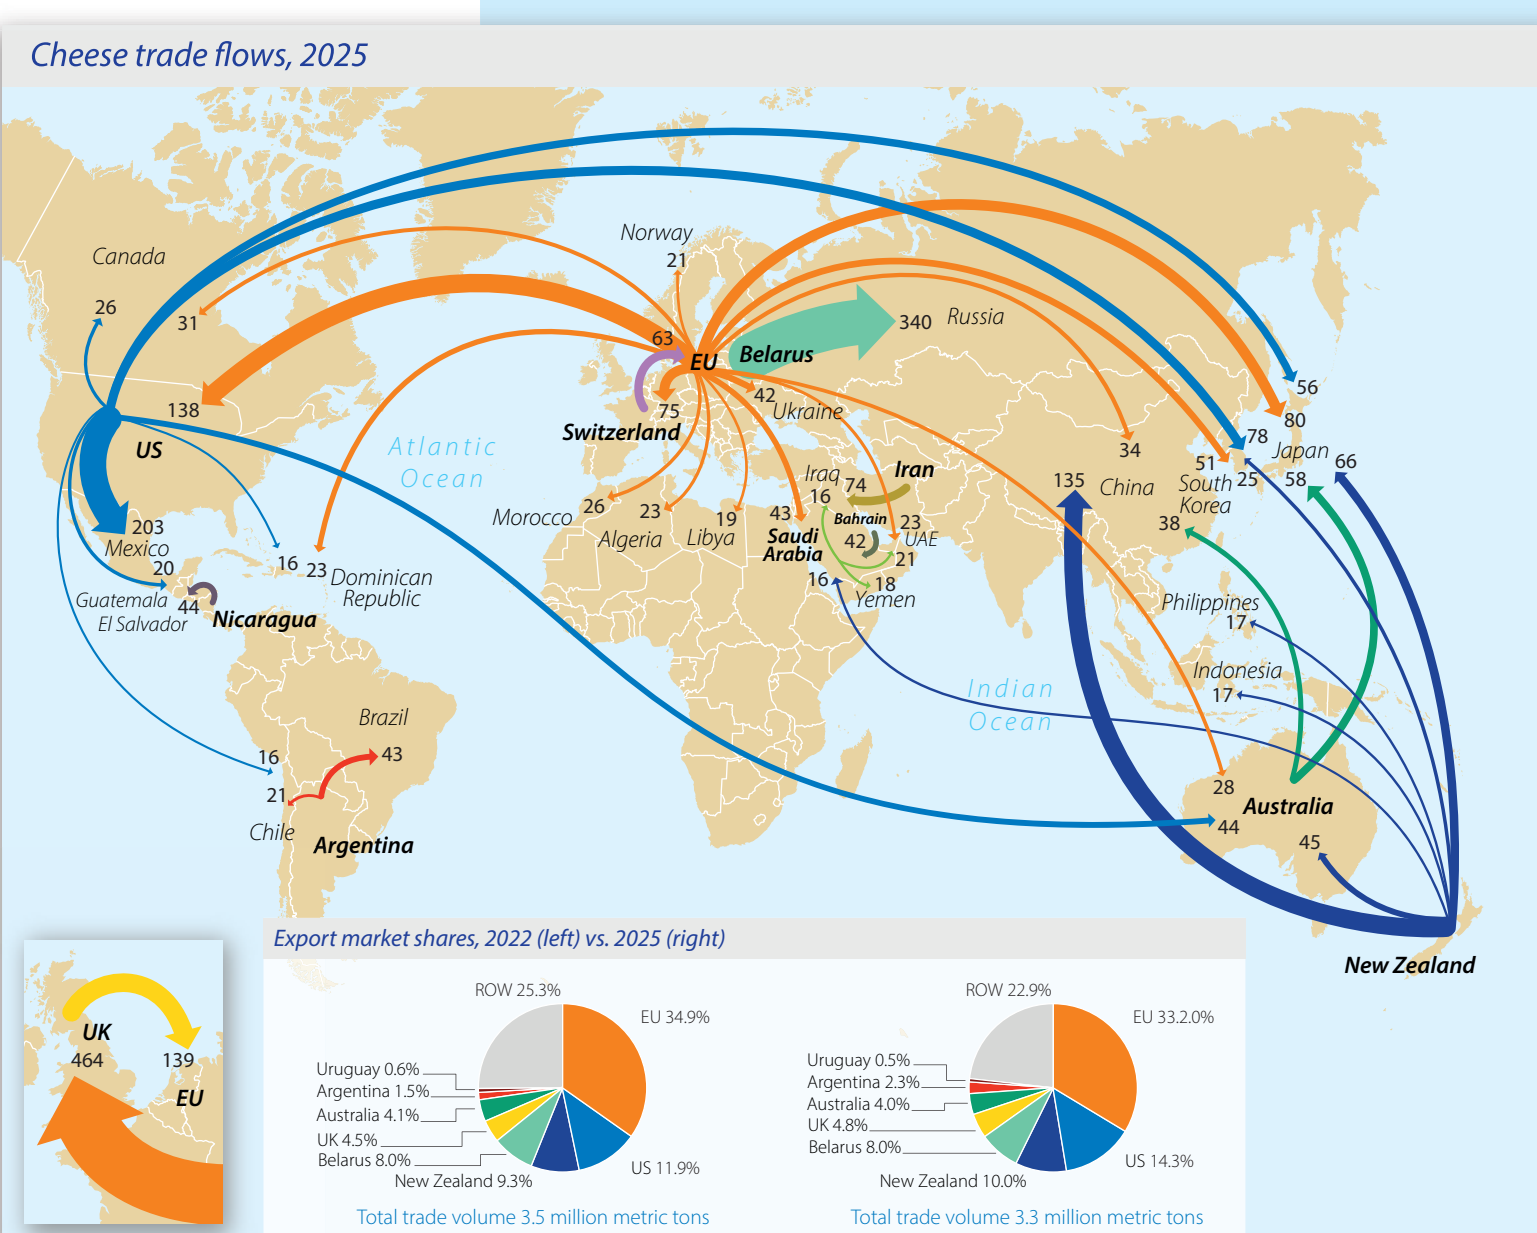 Cheese trade flows, 2025
Norway
21
Canada
26
31
340 Russia
63
EU
Belarus
56
42
Ukraine
138
75
80
US
Switzerland
78
Atlantic
Ocean
34
Japan
51
South
Korea
25
58
66
Iraq
74
Iran
16
135
China
Morocco
26
23
Algeria
19
Libya
43
Saudi
Arabia
Bahrain
42
23
UAE
21
38
203
Mexico
20
16
23
Dominican
Republic
16
18
Yemen
Guatemala
44
El Salvador
Nicaragua
Philippines
17
Indonesia
17
Indian
Ocean
Brazil
43
16
21
Chile
Argentina
28
Australia
44
45
New Zealand
UK
464
139
EU
Export market shares, 2022 (left) vs. 2025 (right)
ROW 25.3%
EU 34.9%
Uruguay 0.6%
Argentina 1.5%
Australia 4.1%
UK 4.5%
Belarus 8.0%
New Zealand 9.3%
US 11.9%
Total trade volume 3.5 million metric tons
ROW 22.9%
EU 33.2.0%
Uruguay 0.5%
Argentina 2.3%
Australia 4.0%
UK 4.8%
Belarus 8.0%
New Zealand 10.0%
US 14.3%
Total trade volume 3.3 million metric tons